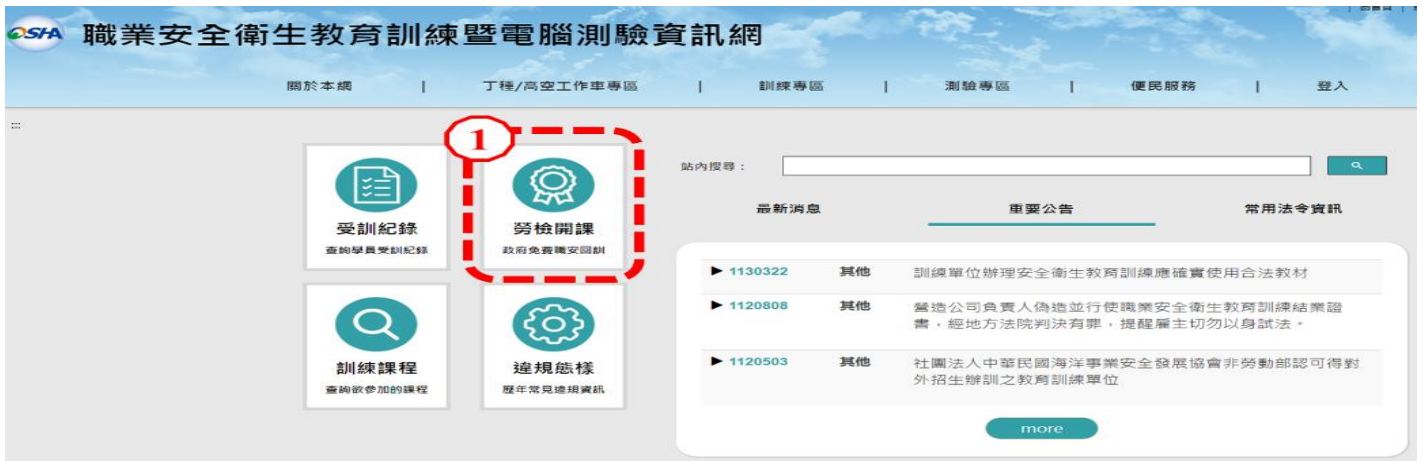 OSHA 職業安全衛生教育訓練暨電腦測驗資訊網
關於本網 | 丁種/高空工作車專區 | 訓練專區 | 測驗專區 | 便民服務 | 登入
1
受訓紀錄
查詢學員受訓紀錄
勞檢開課
政府免費職安回訓
訓練課程
查詢欲參加的課程
違規態樣
歷年常見違規資訊
站內搜尋：
最新消息 重要公告 常用法令資訊
▶ 1130322 其他 訓練單位辦理安全衛生教育訓練應確實使用合法教材
▶ 1120808 其他 營造公司負責人偽造並行使職業安全衛生教育訓練結業證
書，經地方法院判決有罪，提醒雇主切勿以身試法。
▶ 1120503 其他 社團法人中華民國海洋事業安全發展協會非勞動部認可得對
外招生辦訓之教育訓練單位
more